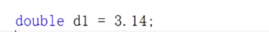 double d1 = 3.14;